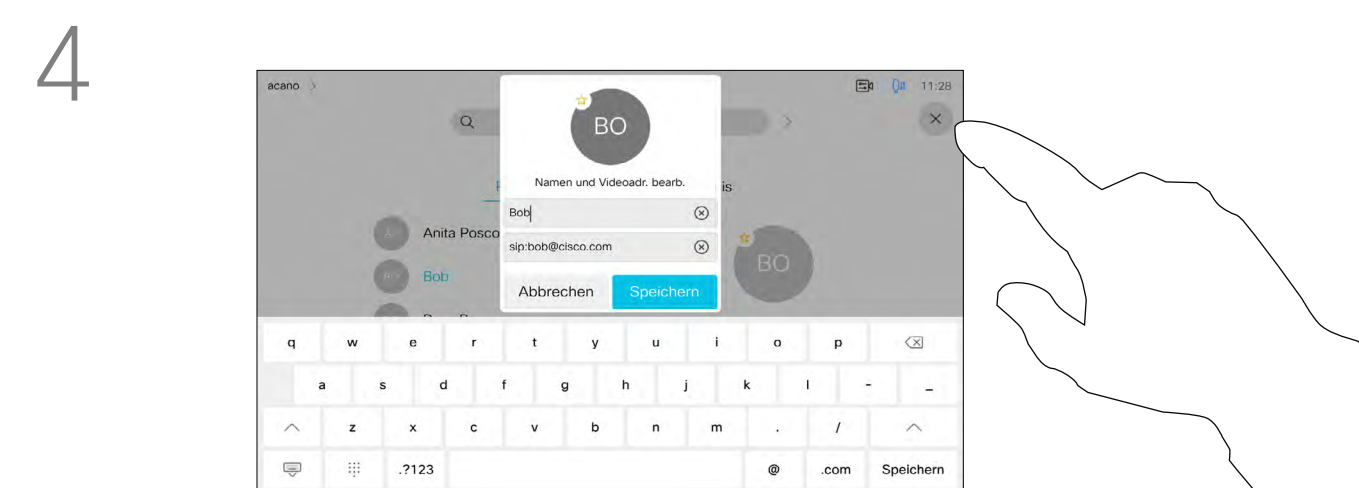 4
acano
11:28
BO
Namen und Videoadr. bearb.
is
Bob
Anita Posco
sip:bob@cisco.com
BO
Bob
Abbrechen Speichern
q w e r t y u i o p
a s d f g h j k l - _
z x c v b n m . /
.?123 @ .com Speichern